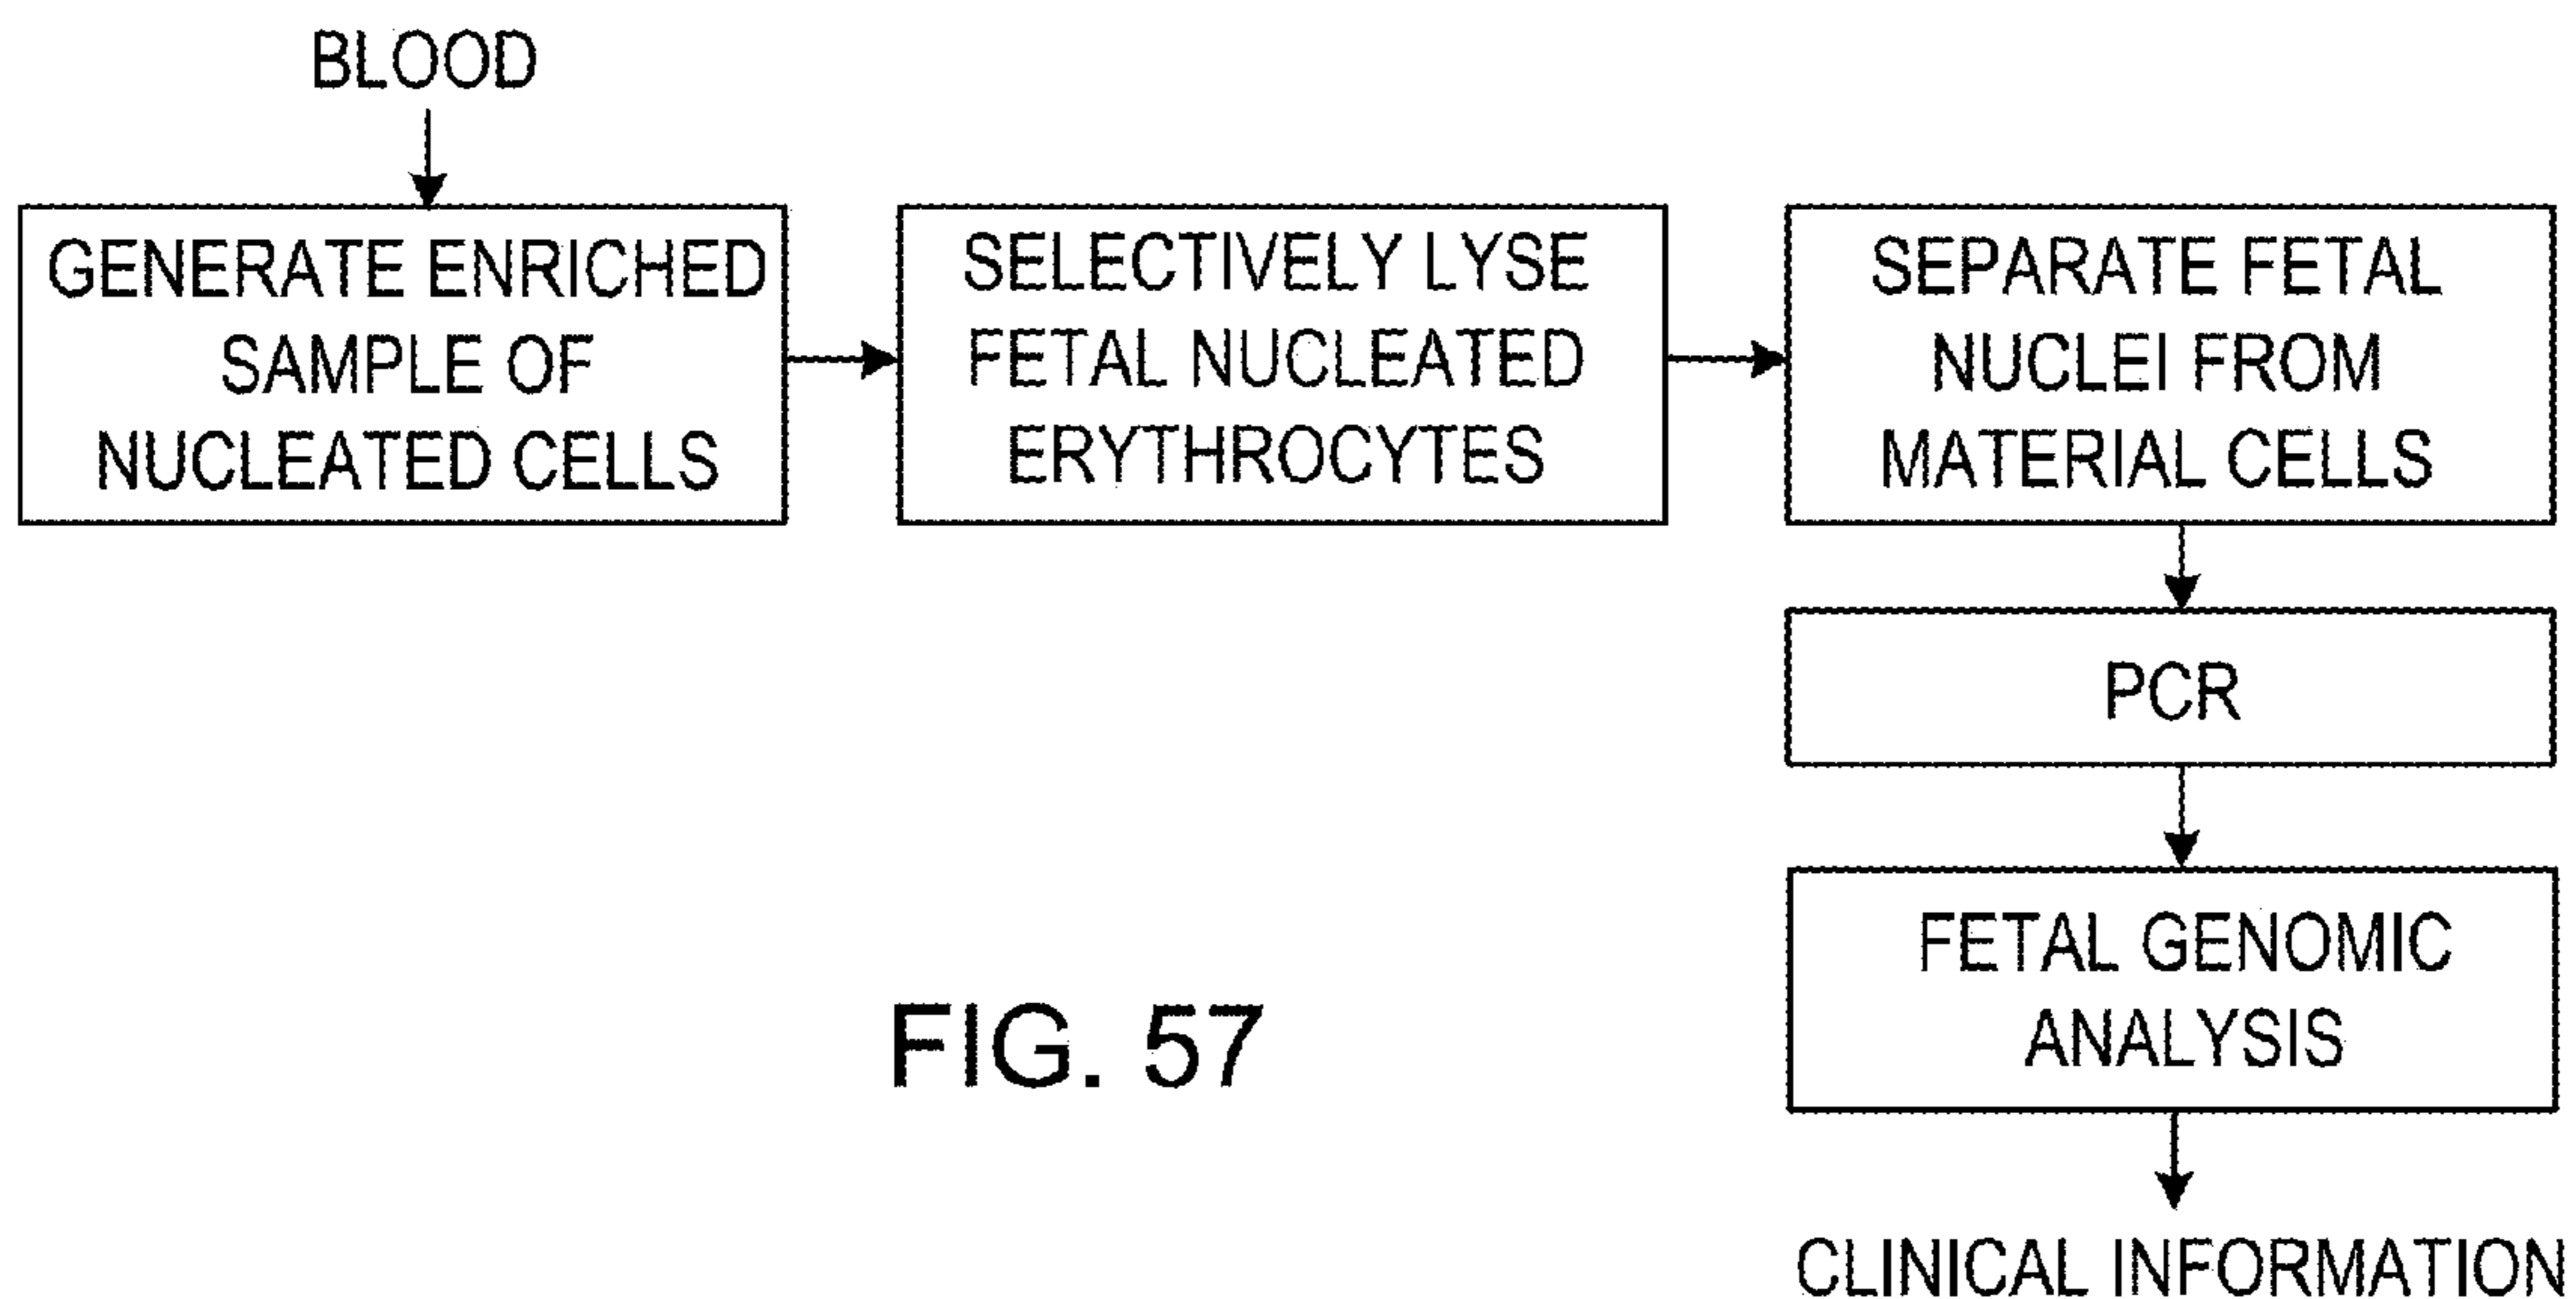 BLOOD
GENERATE ENRICHED
SAMPLE OF
NUCLEATED CELLS
SELECTIVELY LYSE
FETAL NUCLEATED
ERYTHROCYTES
SEPARATE FETAL
NUCLEI FROM
MATERIAL CELLS
PCR
FETAL GENOMIC
ANALYSIS
CLINICAL INFORMATION
FIG. 57